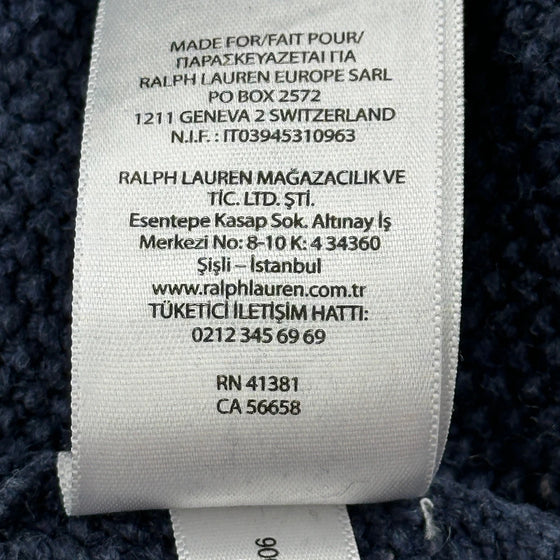 MADE FOR/FAIT POUR/
ΠΑΡΑΣΚΕΥΑΖΕΤΑΙ ΓΙΑ
RALPH LAUREN EUROPE SARL
PO BOX 2572
1211 GENEVA 2 SWITZERLAND
N.I.F. : IT03945310963
RALPH LAUREN MAĞAZACILIK VE
TİC. LTD. ŞTİ.
Esentepe Kasap Sok. Altınay İş
Merkezi No: 8-10 K: 4 34360
Şişli – İstanbul
www.ralphlauren.com.tr
TÜKETİCİ İLETİŞİM HATTI:
0212 345 69 69
RN 41381
CA 56658